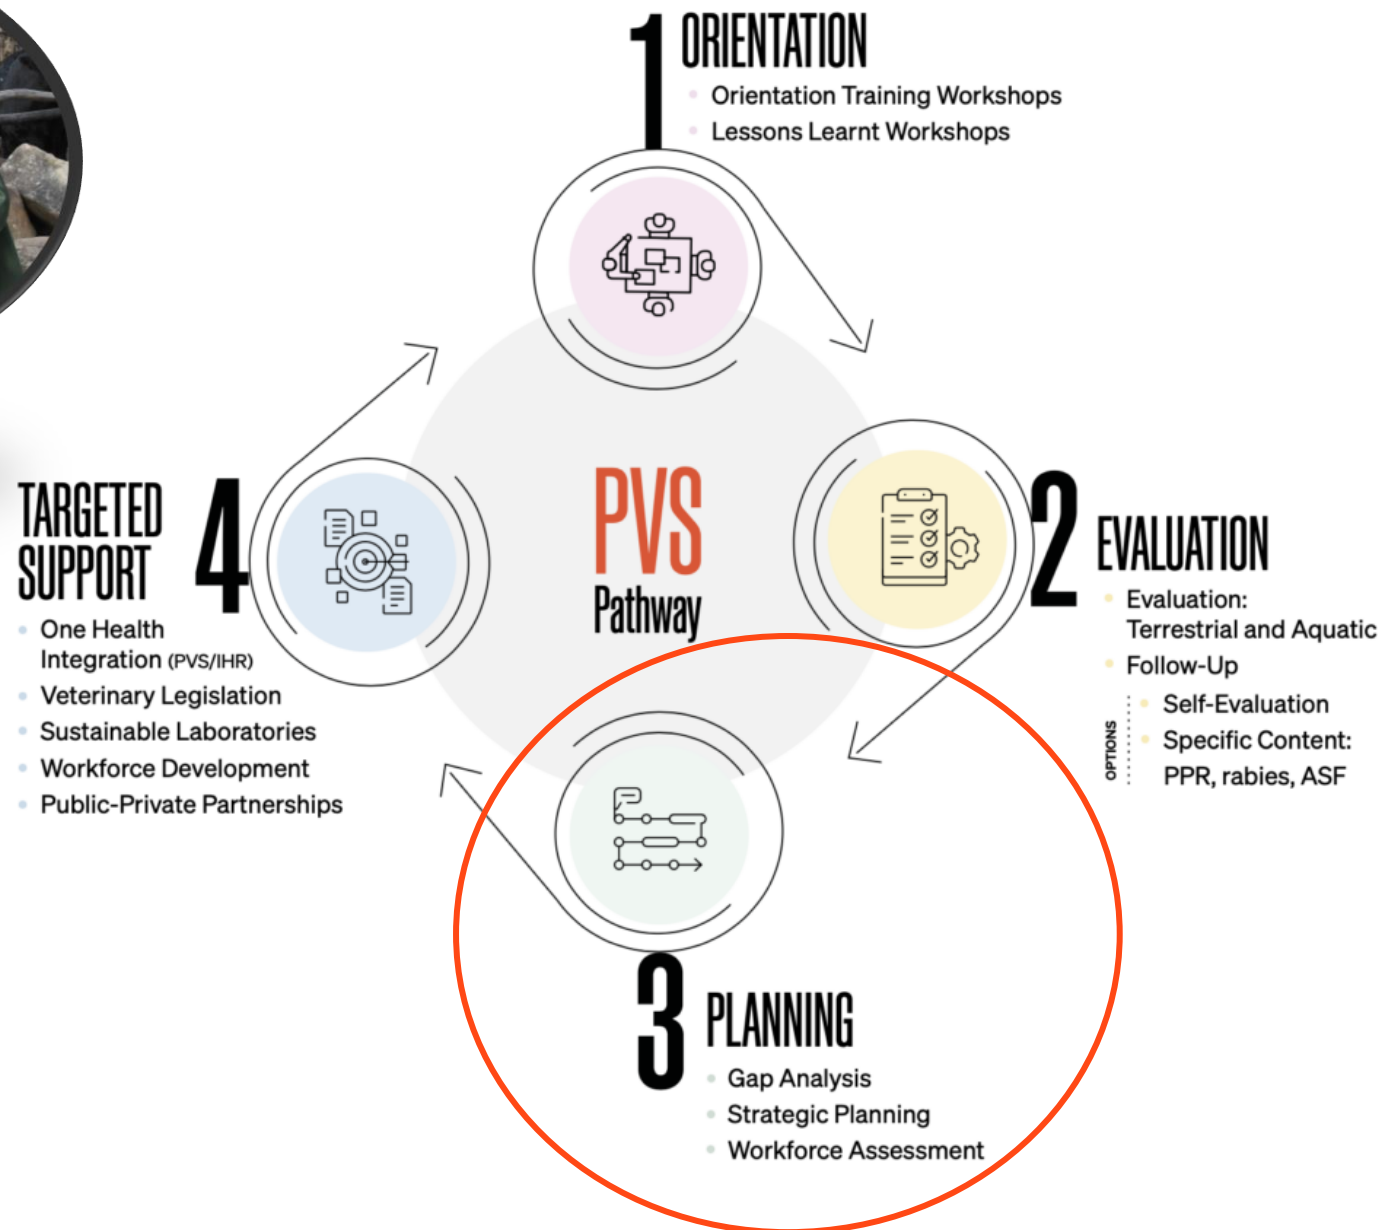 1 ORIENTATION
Orientation Training Workshops
Lessons Learnt Workshops
PVS
Pathway
2 EVALUATION
Evaluation:
Terrestrial and Aquatic
Follow-Up
OPTIONS
Self-Evaluation
Specific Content:
PPR, rabies, ASF
3 PLANNING
Gap Analysis
Strategic Planning
Workforce Assessment
TARGETED
SUPPORT
4
One Health
Integration (PVS/IHR)
Veterinary Legislation
Sustainable Laboratories
Workforce Development
Public-Private Partnerships